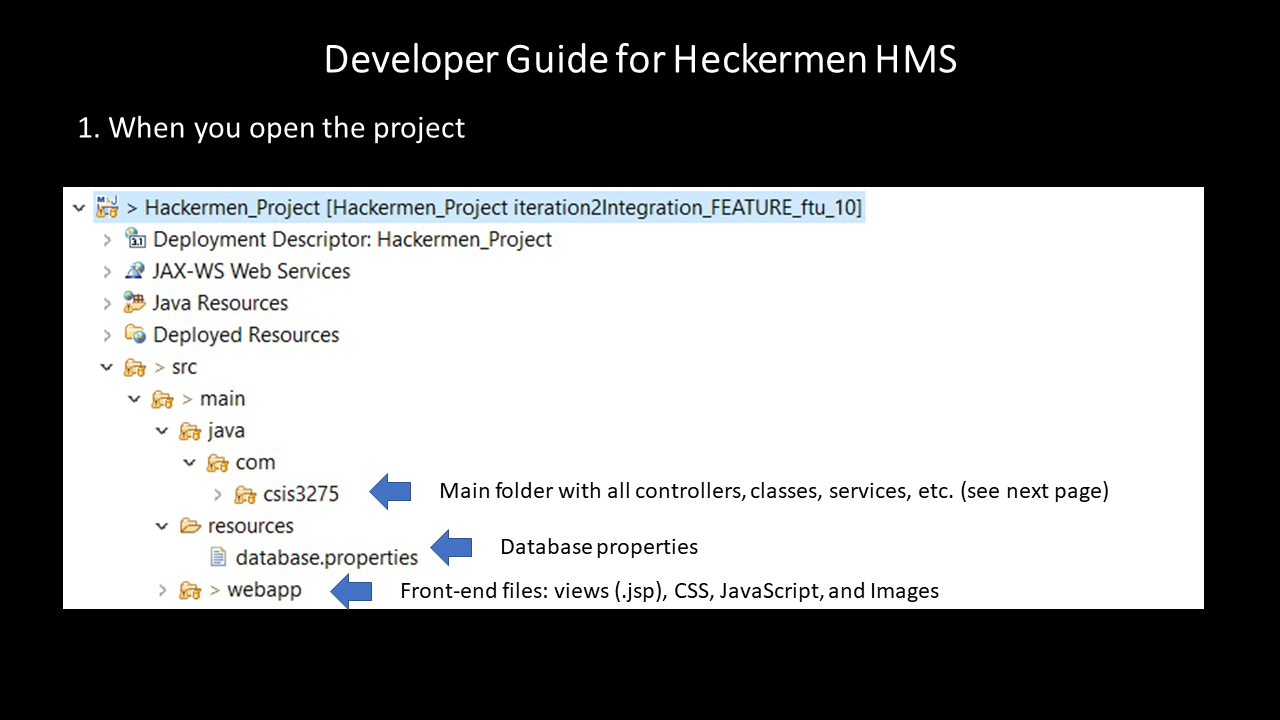 Developer Guide for Heckermen HMS
1. When you open the project
> Hackermen_Project [Hackermen_Project iteration2Integration_FEATURE_ftu_10]
Deployment Descriptor: Hackermen_Project
JAX-WS Web Services
Java Resources
Deployed Resources
> src
> main
java
com
csis3275 Main folder with all controllers, classes, services, etc. (see next page)
resources
database.properties Database properties
> webapp Front-end files: views (.jsp), CSS, JavaScript, and Images